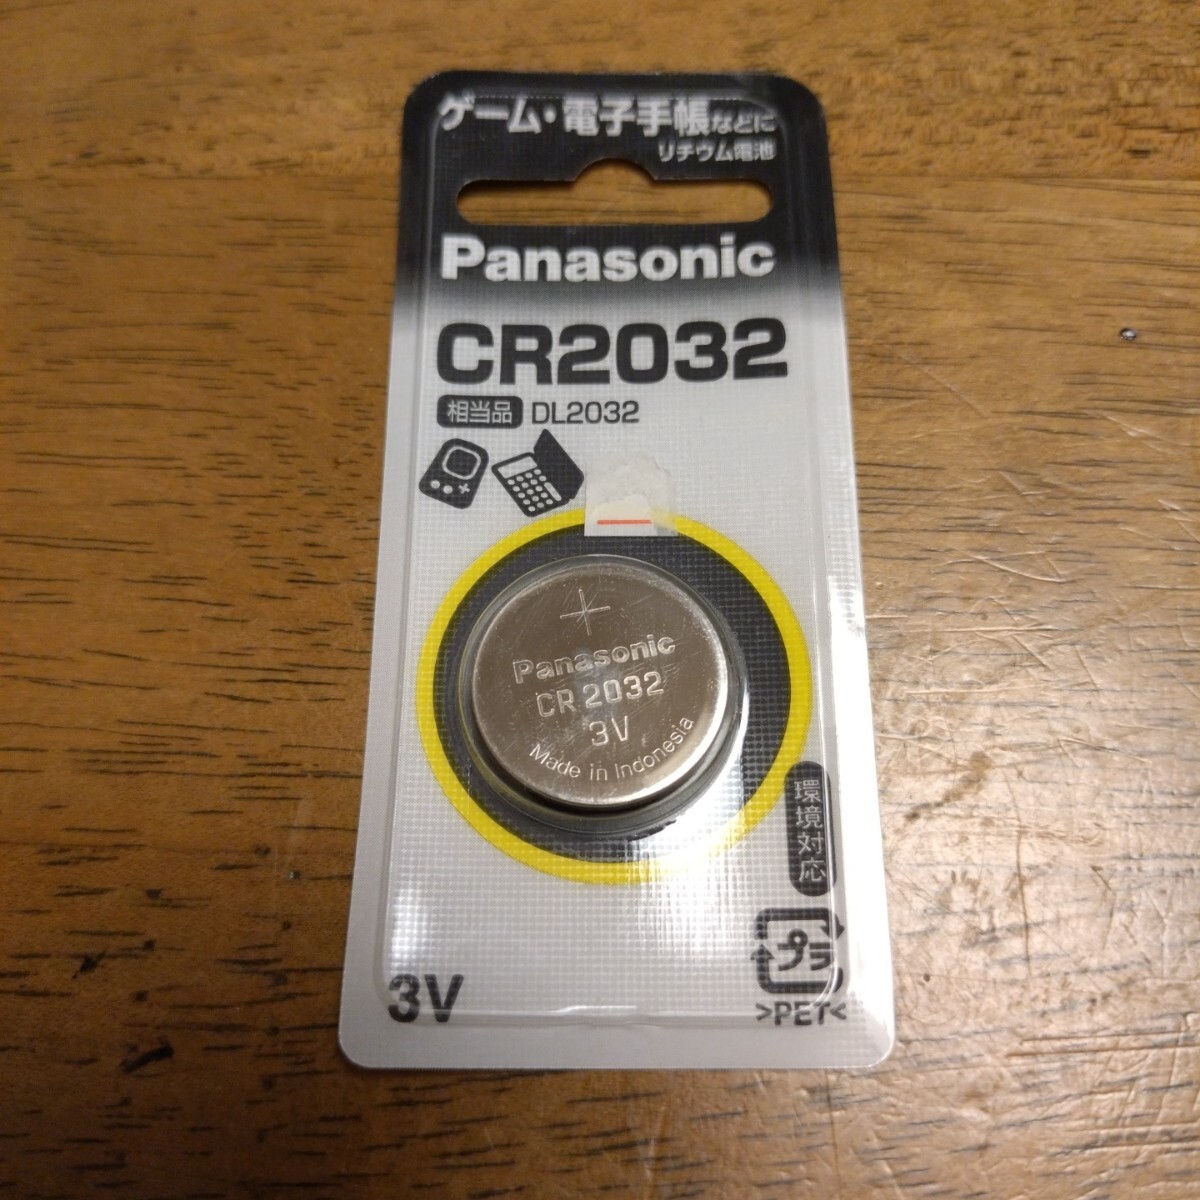 ゲーム・電子手帳などに
リチウム電池
Panasonic
CR2032
相当品 DL2032
+
Panasonic
CR 2032
3V
Made in Indonesia
環境対応
プラ
>PET<
3V